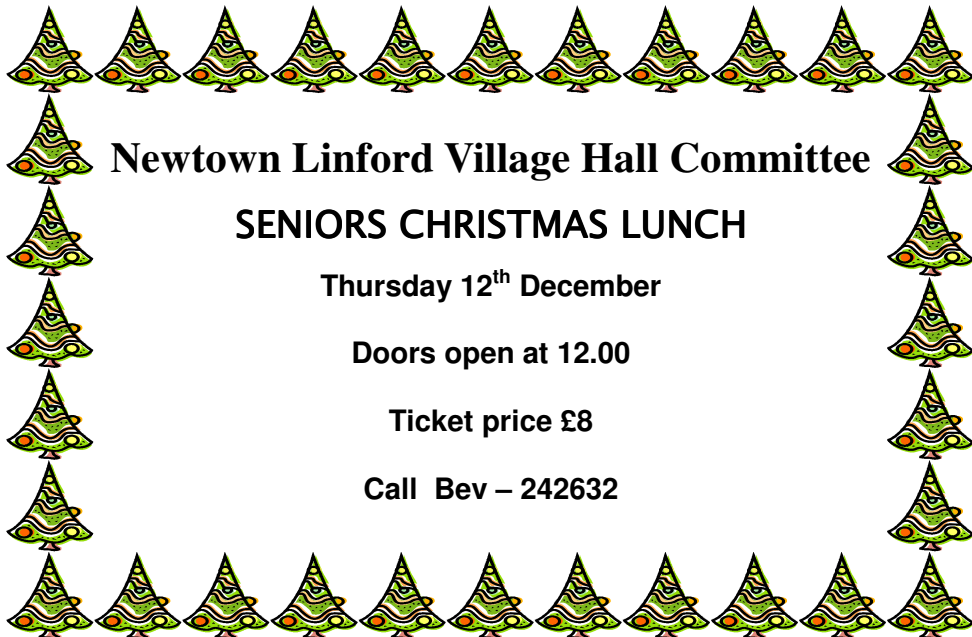 Newtown Linford Village Hall Committee
SENIORS CHRISTMAS LUNCH
Thursday 12th December
Doors open at 12.00
Ticket price £8
Call  Bev – 242632